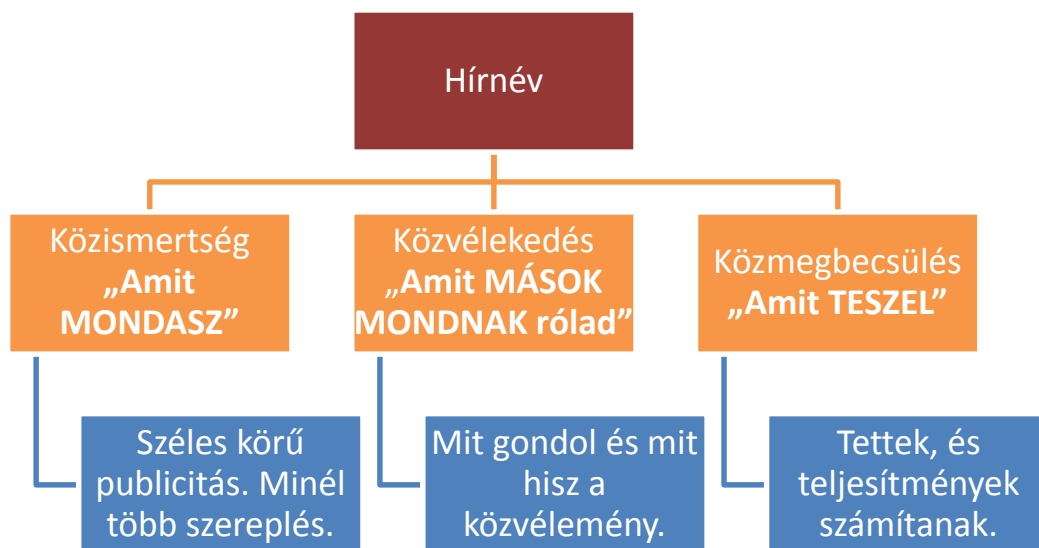 Hírnév
Közismertség
„Amit
MONDASZ”
Közvélekedés
„Amit MÁSOK
MONDNAK rólad”
Közmegbecsülés
„Amit TESZEL”
Széles körű
publicitás. Minél
több szereplés.
Mit gondol és mit
hisz a
közvélemény.
Tettek, és
teljesítmények
számítanak.